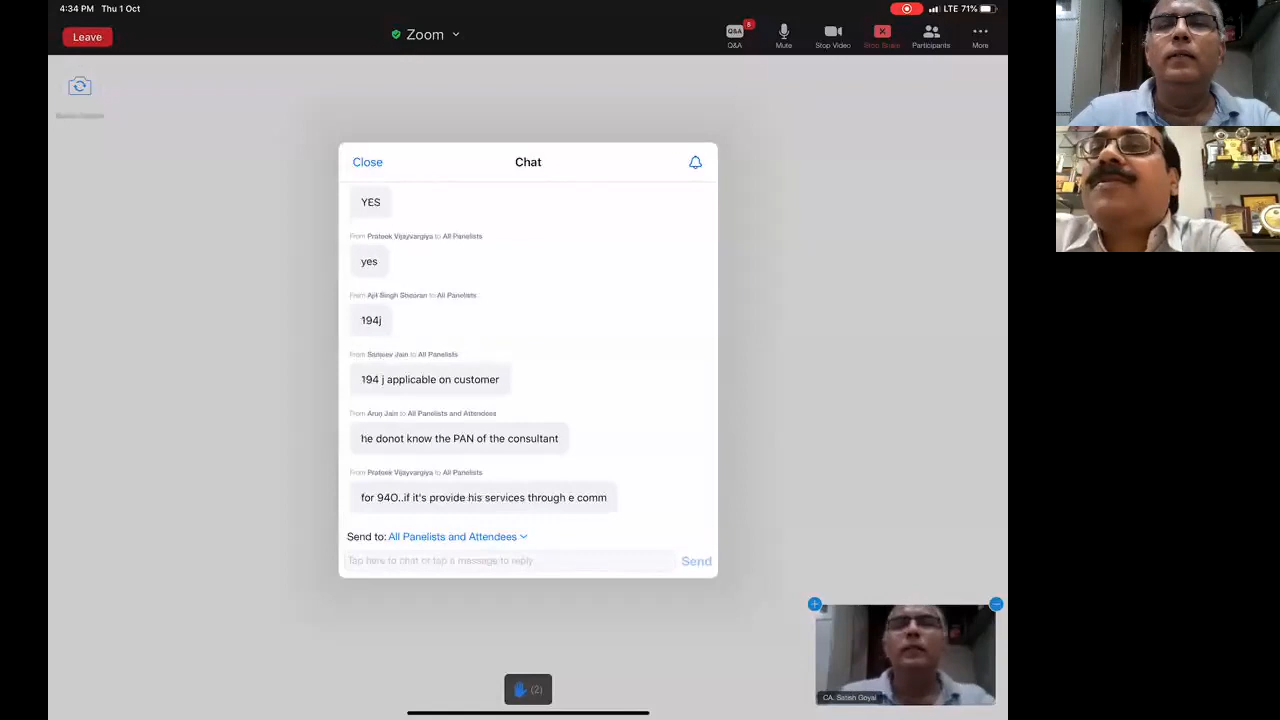 4:34 PM Thu 1 Oct
LTE 71%
Leave
Zoom
8
Q&A
Q&A
Mute
Stop Video
Stop Share
Participants
More
Close
Chat
YES
From Prateek Vijayvargiya to All Panelists
yes
From Ajit Singh Sheoran to All Panelists
194j
From Sanjeev Jain to All Panelists
194 j applicable on customer
From Arun Jain to All Panelists and Attendees
he donot know the PAN of the consultant
From Prateek Vijayvargiya to All Panelists
for 94O..if it's provide his services through e comm
Send to: All Panelists and Attendees
Tap here to chat or tap a message to reply
Send
(2)
CA. Satish Goyal